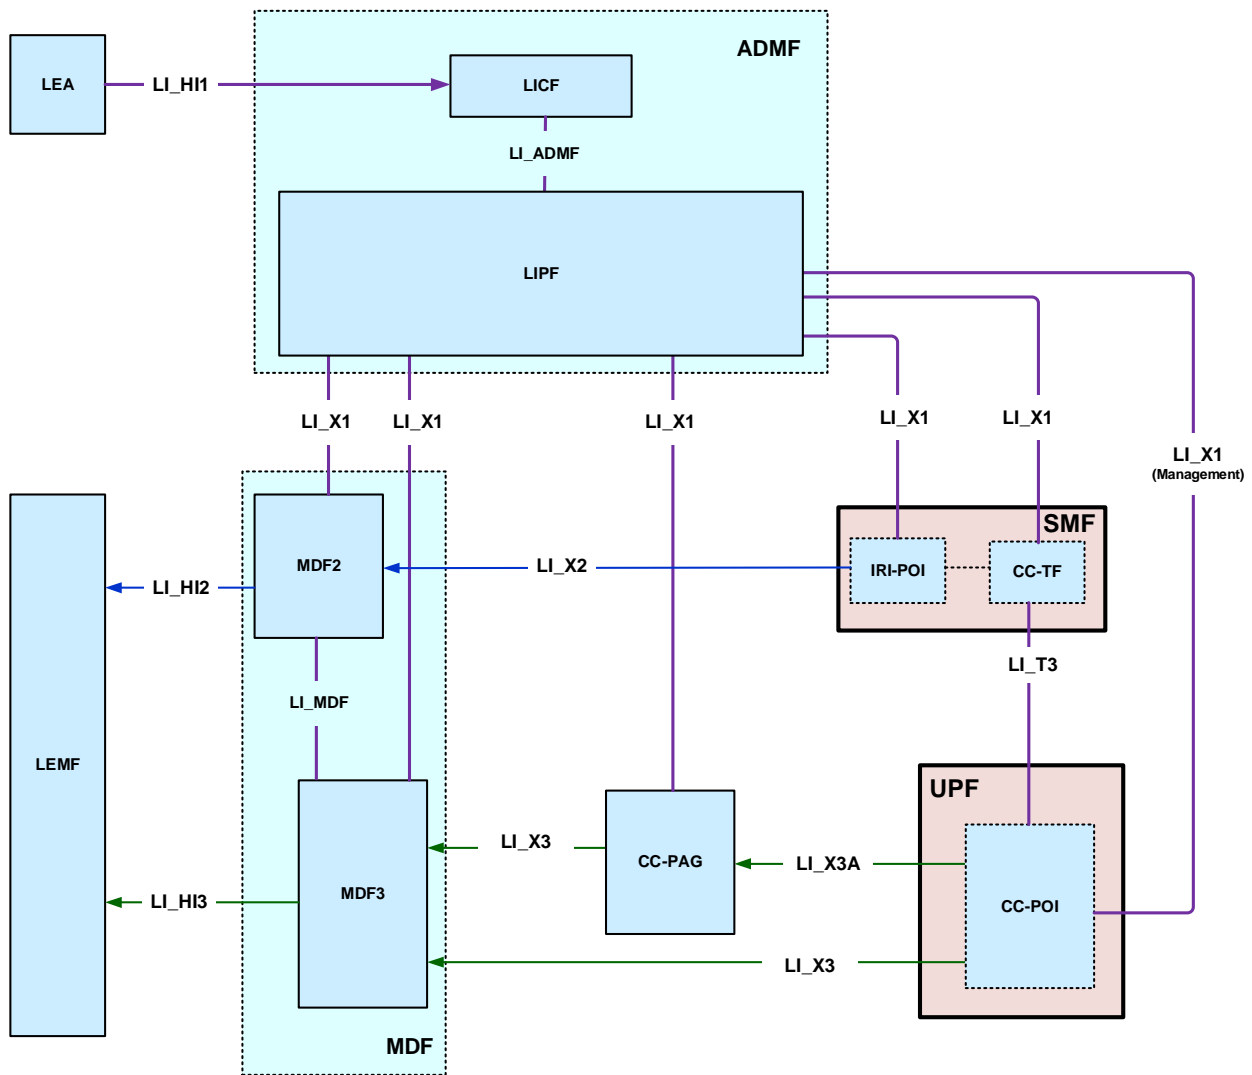 ADMF
LEA
LI_HI1
LICF
LI_ADMF
LIPF
LI_X1
LI_X1
LI_X1
LI_X1
LI_X1
LI_X1
(Management)
SMF
MDF2
LI_X2
IRI-POI
CC-TF
LI_HI2
LI_T3
LI_MDF
LEMF
UPF
LI_X3
CC-PAG
LI_X3A
MDF3
LI_HI3
CC-POI
LI_X3
MDF